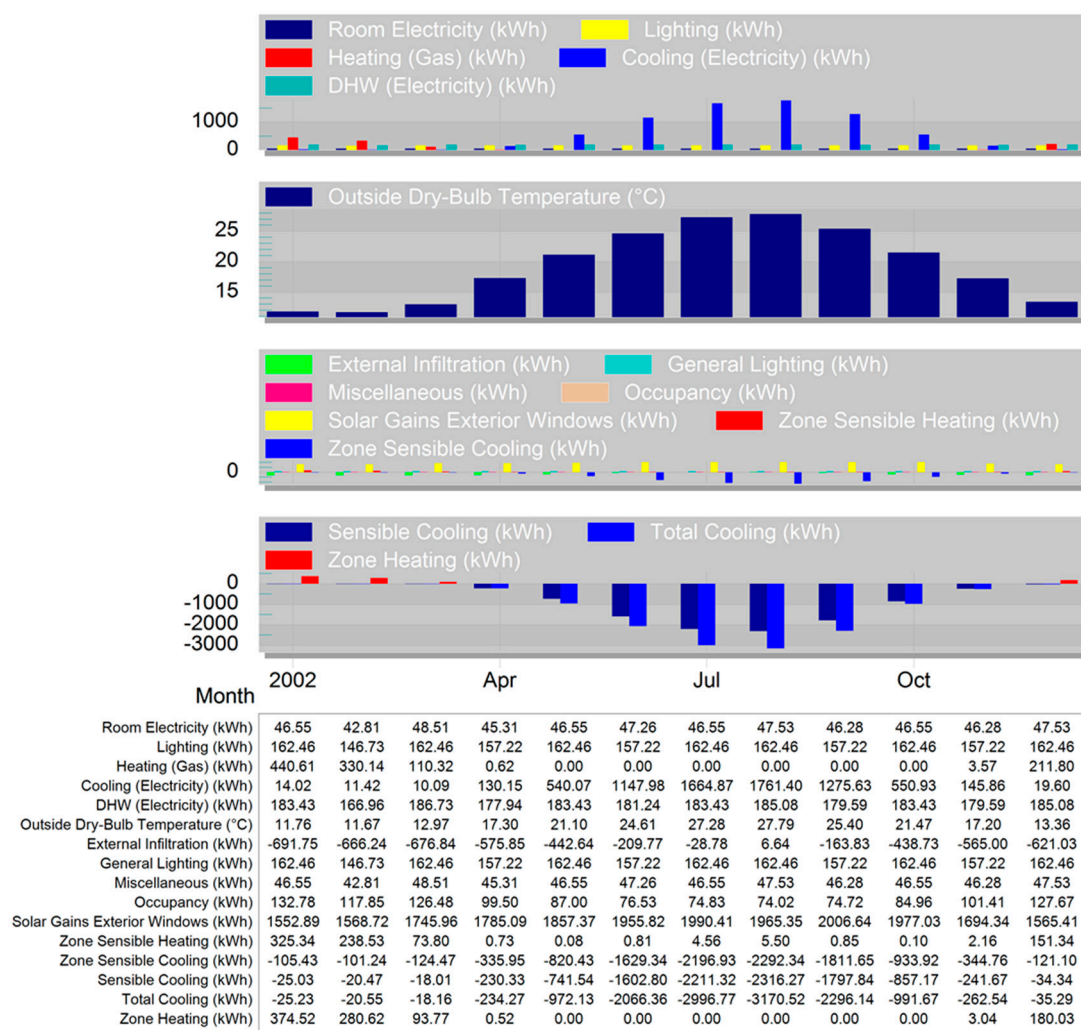 Room Electricity (kWh) Lighting (kWh)
Heating (Gas) (kWh) Cooling (Electricity) (kWh)
DHW (Electricity) (kWh)
1000
0
Outside Dry-Bulb Temperature (°C)
25
20
15
External Infiltration (kWh) General Lighting (kWh)
Miscellaneous (kWh) Occupancy (kWh)
Solar Gains Exterior Windows (kWh) Zone Sensible Heating (kWh)
Zone Sensible Cooling (kWh)
0
Sensible Cooling (kWh) Total Cooling (kWh)
Zone Heating (kWh)
0
-1000
-2000
-3000
2002 Apr Jul Oct
Month
Room Electricity (kWh) 46.55 42.81 48.51 45.31 46.55 47.26 46.55 47.53 46.28 46.55 46.28 47.53
Lighting (kWh) 162.46 146.73 162.46 157.22 162.46 157.22 162.46 162.46 157.22 162.46 157.22 162.46
Heating (Gas) (kWh) 440.61 330.14 110.32 0.62 0.00 0.00 0.00 0.00 0.00 0.00 3.57 211.80
Cooling (Electricity) (kWh) 14.02 11.42 10.09 130.15 540.07 1147.98 1664.87 1761.40 1275.63 550.93 145.86 19.60
DHW (Electricity) (kWh) 183.43 166.96 186.73 177.94 183.43 181.24 183.43 185.08 179.59 183.43 179.59 185.08
Outside Dry-Bulb Temperature (°C) 11.76 11.67 12.97 17.30 21.10 24.61 27.28 27.79 25.40 21.47 17.20 13.36
External Infiltration (kWh) -691.75 -666.24 -676.84 -575.85 -442.64 -209.77 -28.78 6.64 -163.83 -438.73 -565.00 -621.03
General Lighting (kWh) 162.46 146.73 162.46 157.22 162.46 157.22 162.46 162.46 157.22 162.46 157.22 162.46
Miscellaneous (kWh) 46.55 42.81 48.51 45.31 46.55 47.26 46.55 47.53 46.28 46.55 46.28 47.53
Occupancy (kWh) 132.78 117.85 126.48 99.50 87.00 76.53 74.83 74.02 74.72 84.96 101.41 127.67
Solar Gains Exterior Windows (kWh) 1552.89 1568.72 1745.96 1785.09 1857.37 1955.82 1990.41 1965.35 2006.64 1977.03 1694.34 1565.41
Zone Sensible Heating (kWh) 325.34 238.53 73.80 0.73 0.08 0.81 4.56 5.50 0.85 0.10 2.16 151.34
Zone Sensible Cooling (kWh) -105.43 -101.24 -124.47 -335.95 -820.43 -1629.34 -2196.93 -2292.34 -1811.65 -933.92 -344.76 -121.10
Sensible Cooling (kWh) -25.03 -20.47 -18.01 -230.33 -741.54 -1602.80 -2211.32 -2316.27 -1797.84 -857.17 -241.67 -34.34
Total Cooling (kWh) -25.23 -20.55 -18.16 -234.27 -972.13 -2066.36 -2996.77 -3170.52 -2296.14 -991.67 -262.54 -35.29
Zone Heating (kWh) 374.52 280.62 93.77 0.52 0.00 0.00 0.00 0.00 0.00 0.00 3.04 180.03